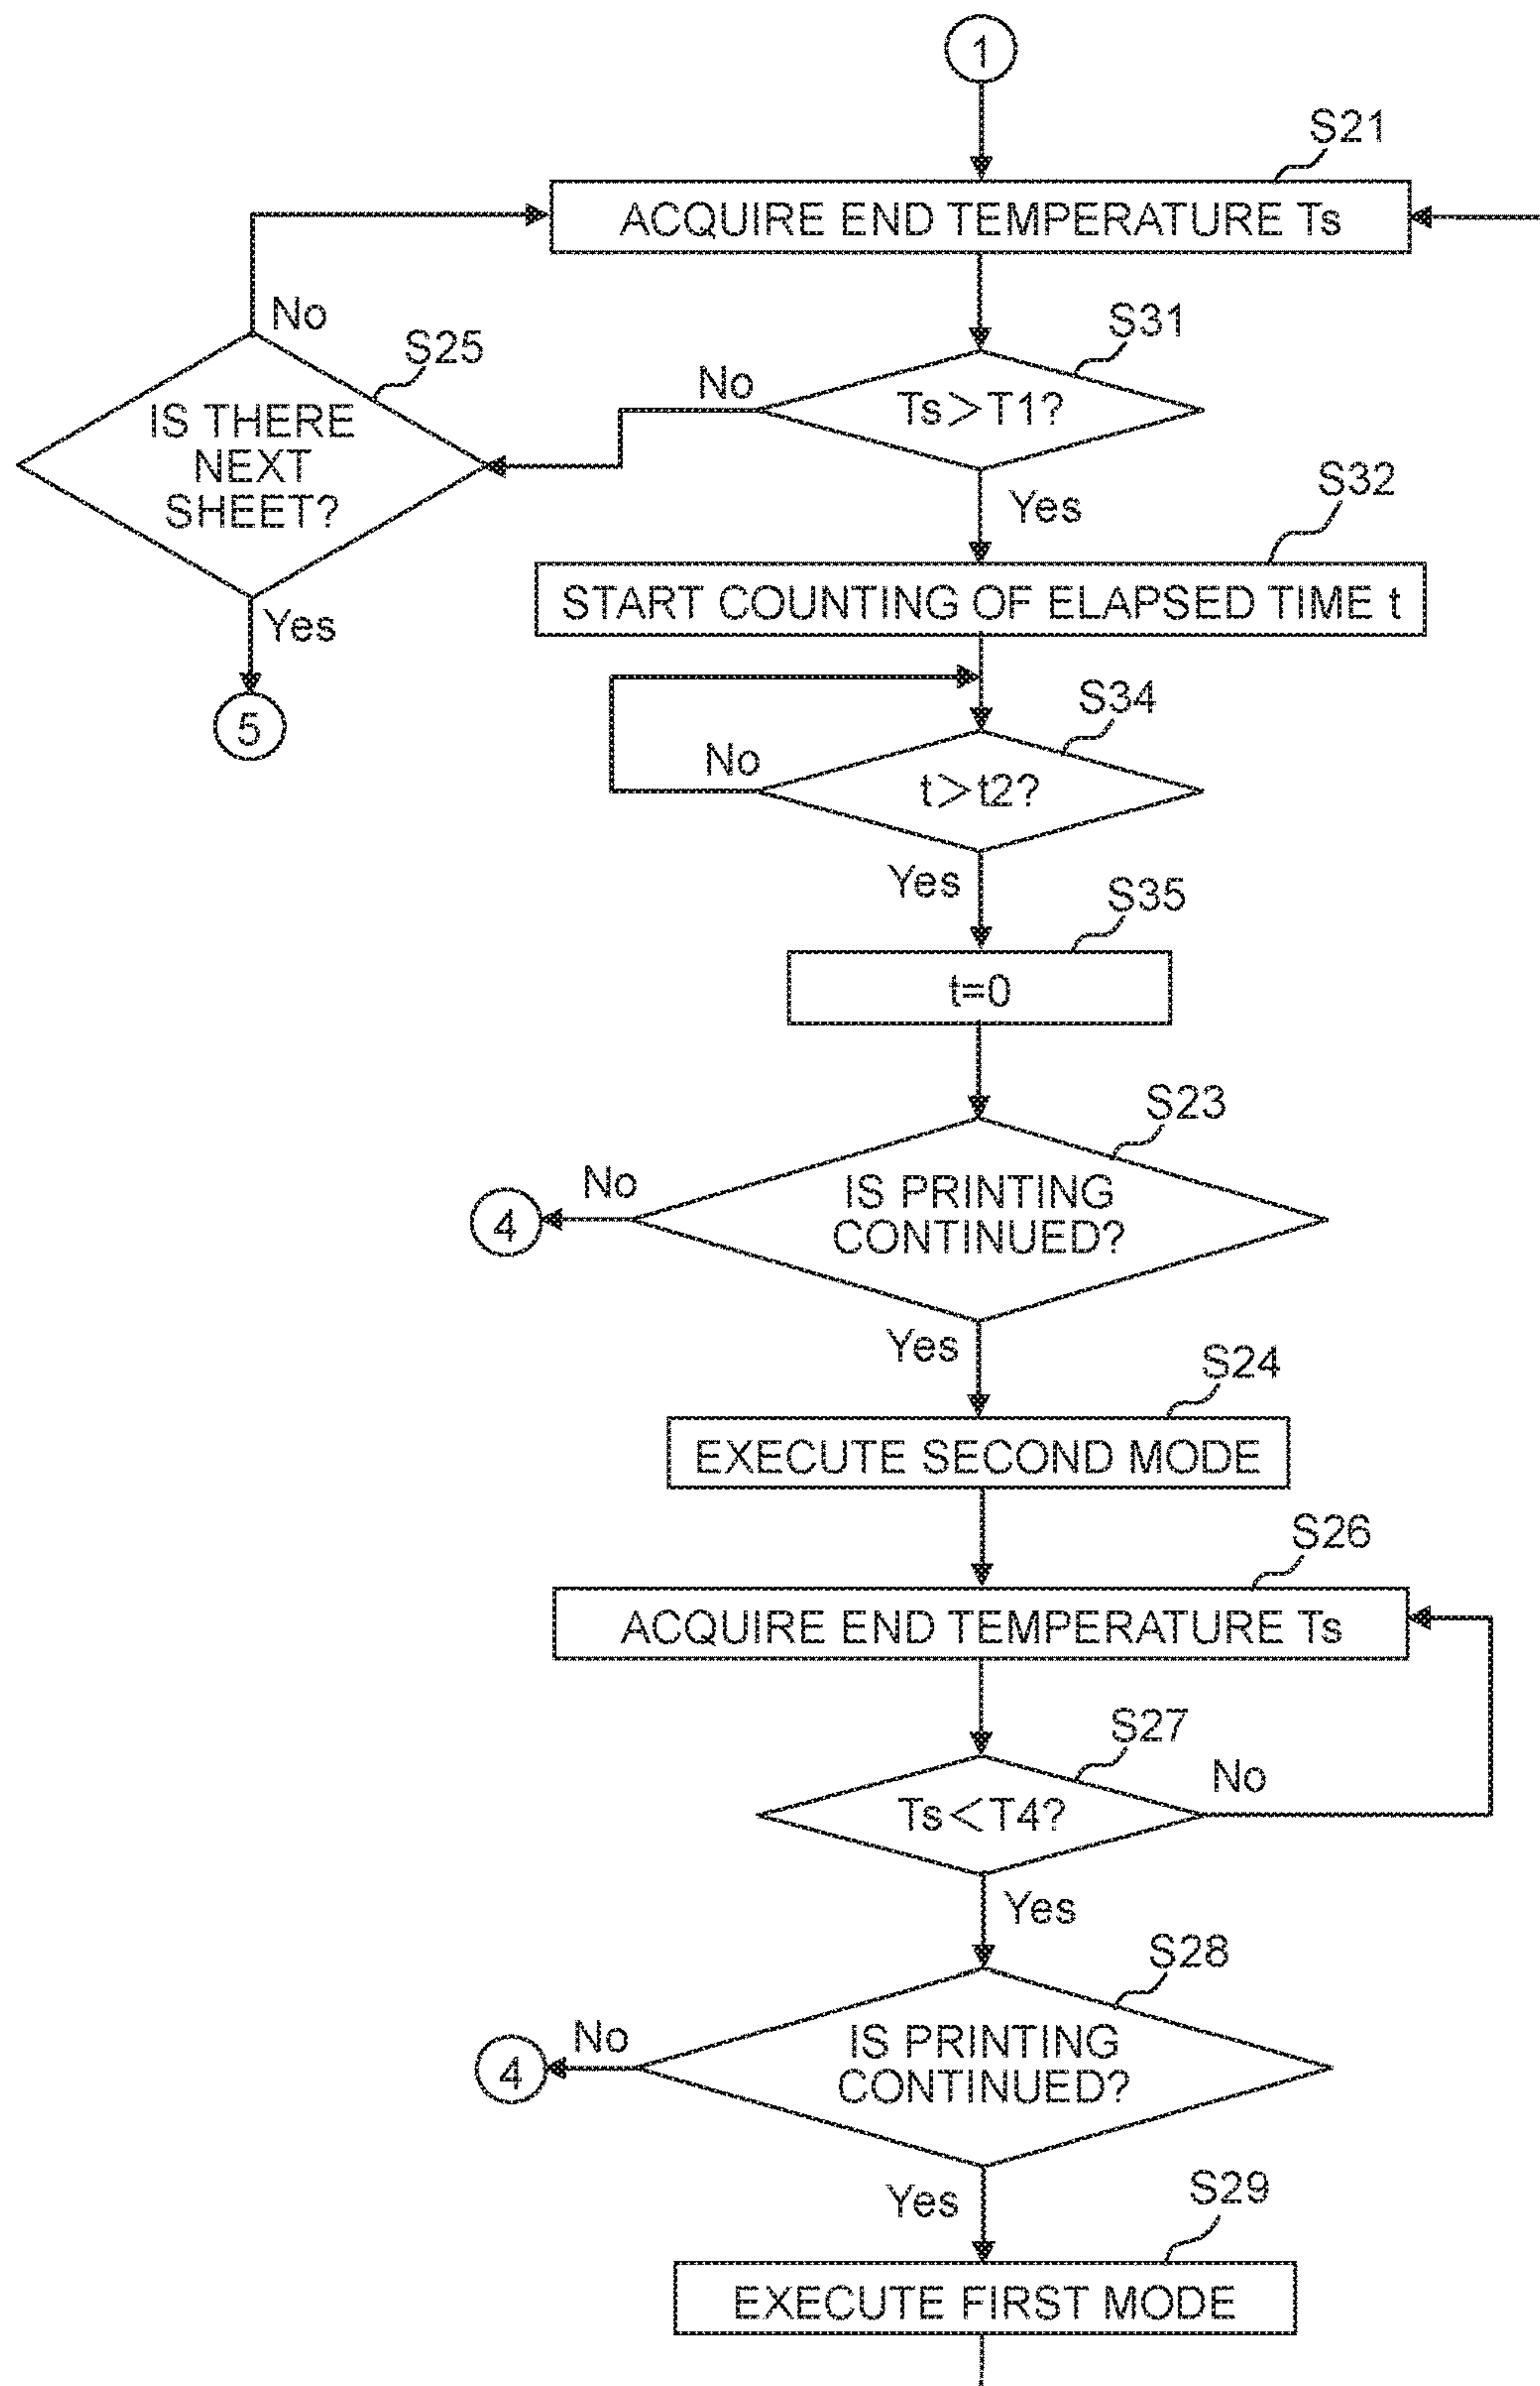 1
S21
ACQUIRE END TEMPERATURE Ts
No
S25
IS THERE
NEXT
SHEET?
Yes
5
S31
No
Ts>T1?
Yes
S32
START COUNTING OF ELAPSED TIME t
S34
No
t>t2?
Yes
S35
t=0
S23
No
4
IS PRINTING
CONTINUED?
Yes
S24
EXECUTE SECOND MODE
S26
ACQUIRE END TEMPERATURE Ts
S27
No
Ts<T4?
Yes
S28
No
4
IS PRINTING
CONTINUED?
Yes
S29
EXECUTE FIRST MODE